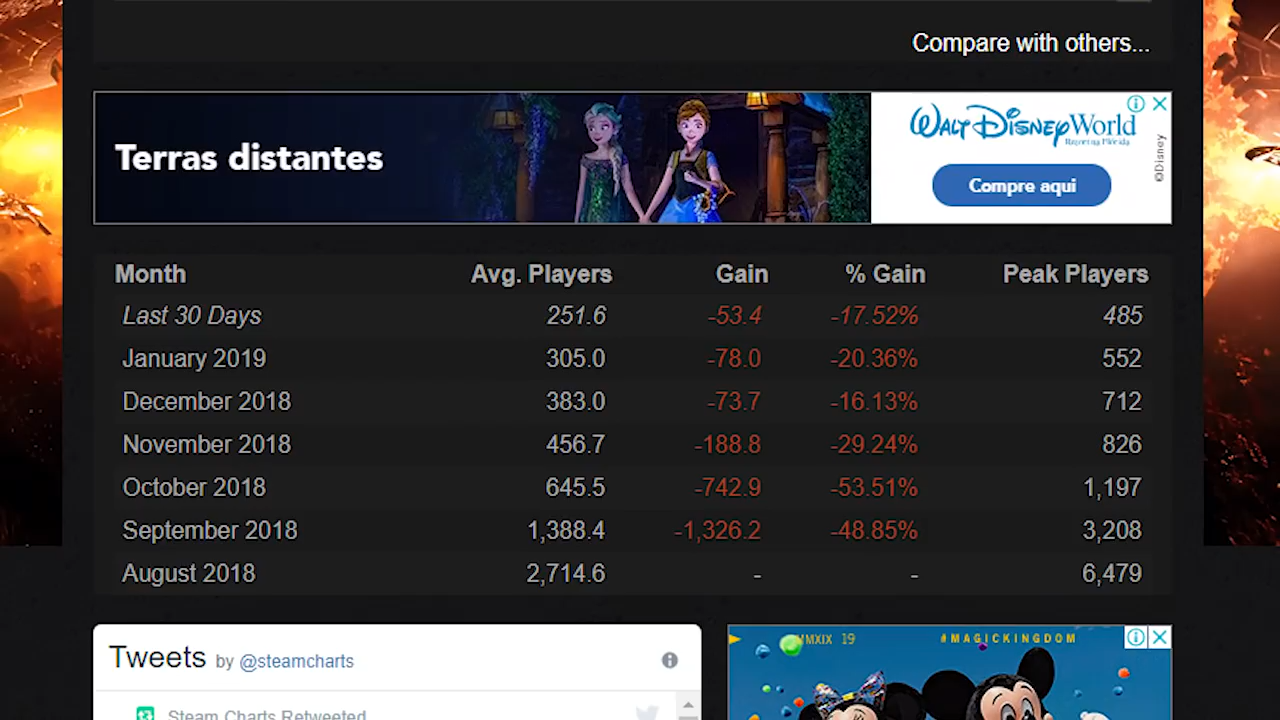 Compare with others...
Terras distantes
WALT DISNEY World
Resort na Flórida
Compre aqui
©Disney
Month Avg. Players Gain % Gain Peak Players
Last 30 Days 251.6 -53.4 -17.52% 485
January 2019 305.0 -78.0 -20.36% 552
December 2018 383.0 -73.7 -16.13% 712
November 2018 456.7 -188.8 -29.24% 826
October 2018 645.5 -742.9 -53.51% 1,197
September 2018 1,388.4 -1,326.2 -48.85% 3,208
August 2018 2,714.6 - - 6,479
Tweets by @steamcharts
Steam Charts Retweeted
MMXIX 19 #MAGICKINGDOM